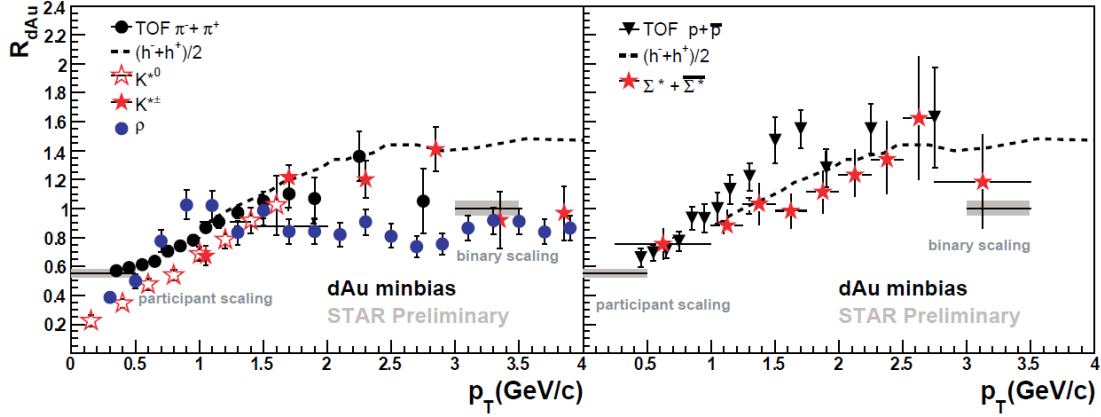 R_dAu
2.4
2.2
2
1.8
1.6
1.4
1.2
1
0.8
0.6
0.4
0.2
TOF π⁻+ π⁺
(h⁻+h⁺)/2
K*⁰
K*±
ρ
participant scaling
binary scaling
dAu minbias
STAR Preliminary
0 0.5 1 1.5 2 2.5 3 3.5 4
p_T(GeV/c)
TOF p+p̅
(h⁻+h⁺)/2
Σ* + Σ̅*̅
participant scaling
binary scaling
dAu minbias
STAR Preliminary
0.5 1 1.5 2 2.5 3 3.5 4
p_T(GeV/c)